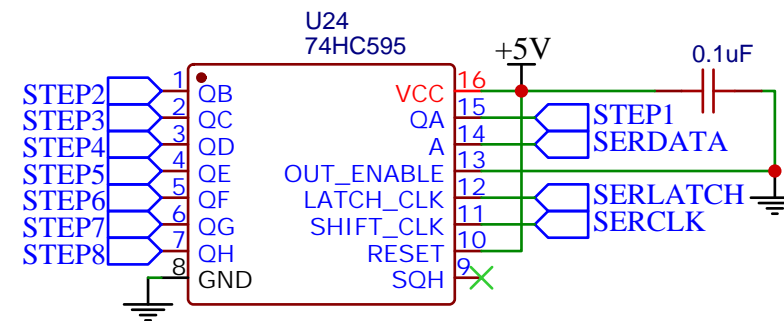 U24
74HC595
+5V
0.1uF
STEP2 1 QB VCC 16
STEP3 2 QC QA 15 STEP1
STEP4 3 QD A 14 SERDATA
STEP5 4 QE OUT_ENABLE 13
STEP6 5 QF LATCH_CLK 12 SERLATCH
STEP7 6 QG SHIFT_CLK 11 SERCLK
STEP8 7 QH RESET 10
8 GND SQH 9